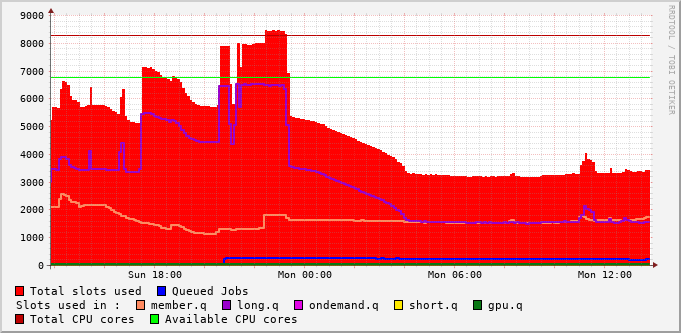 RRDTOOL / TOBI OETIKER
9000
8000
7000
6000
5000
4000
3000
2000
1000
0
Sun 18:00 Mon 00:00 Mon 06:00 Mon 12:00
Total slots used Queued Jobs
Slots used in : member.q long.q ondemand.q short.q gpu.q
Total CPU cores Available CPU cores